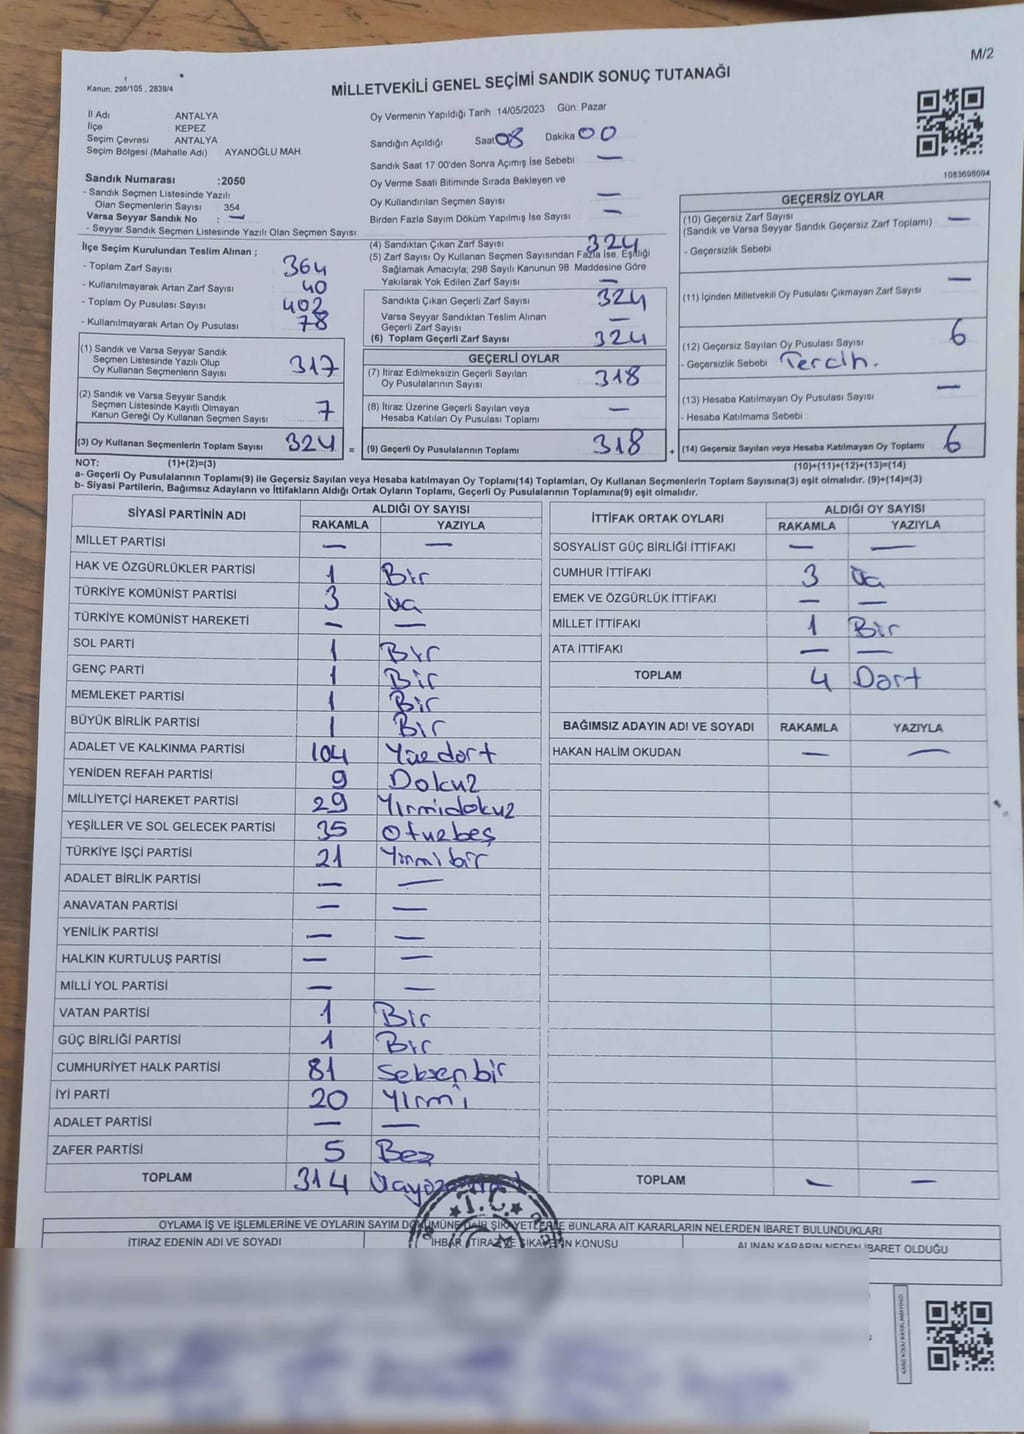 M/2
Kanun: 298/105 , 2839/4
MİLLETVEKİLİ GENEL SEÇİMİ SANDIK SONUÇ TUTANAĞI
İl Adı ANTALYA
İlçe KEPEZ
Seçim Çevresi ANTALYA
Seçim Bölgesi (Mahalle Adı) AYANOĞLU MAH
Sandık Numarası :2050
- Sandık Seçmen Listesinde Yazılı
Olan Seçmenlerin Sayısı 354
Varsa Seyyar Sandık No : —
- Seyyar Sandık Seçmen Listesinde Yazılı Olan Seçmen Sayısı
Oy Vermenin Yapıldığı Tarih 14/05/2023 Gün: Pazar
Sandığın Açıldığı Saat 08 Dakika 00
Sandık Saat 17:00'den Sonra Açımış İse Sebebi —
Oy Verme Saati Bitiminde Sırada Bekleyen ve
Oy Kullandırılan Seçmen Sayısı —
Birden Fazla Sayım Döküm Yapılmış İse Sayısı —
1083698094
İlçe Seçim Kurulundan Teslim Alınan ;
- Toplam Zarf Sayısı 364
- Kullanılmayarak Artan Zarf Sayısı 40
- Toplam Oy Pusulası Sayısı 402
- Kullanılmayarak Artan Oy Pusulası 78
(1) Sandık ve Varsa Seyyar Sandık
Seçmen Listesinde Yazılı Olup
Oy Kullanan Seçmenlerin Sayısı 317
(2) Sandık ve Varsa Seyyar Sandık
Seçmen Listesinde Kayıtlı Olmayan
Kanun Gereği Oy Kullanan Seçmen Sayısı 7
(3) Oy Kullanan Seçmenlerin Toplam Sayısı 324 =
(4) Sandıktan Çıkan Zarf Sayısı 324
(5) Zarf Sayısı Oy Kullanan Seçmen Sayısından Fazla İse, Eşitliği
Sağlamak Amacıyla, 298 Sayılı Kanunun 98. Maddesine Göre
Yakılarak Yok Edilen Zarf Sayısı —
Sandıkta Çıkan Geçerli Zarf Sayısı 324
Varsa Seyyar Sandıktan Teslim Alınan
Geçerli Zarf Sayısı —
(6) Toplam Geçerli Zarf Sayısı 324
GEÇERLİ OYLAR
(7) İtiraz Edilmeksizin Geçerli Sayılan
Oy Pusulalarının Sayısı 318
(8) İtiraz Üzerine Geçerli Sayılan veya
Hesaba Katılan Oy Pusulası Toplamı —
(9) Geçerli Oy Pusulalarının Toplamı 318 +
GEÇERSİZ OYLAR
(10) Geçersiz Zarf Sayısı —
(Sandık ve Varsa Seyyar Sandık Geçersiz Zarf Toplamı)
- Geçersizlik Sebebi
(11) İçinden Milletvekili Oy Pusulası Çıkmayan Zarf Sayısı —
(12) Geçersiz Sayılan Oy Pusulası Sayısı 6
- Geçersizlik Sebebi Tercih.
(13) Hesaba Katılmayan Oy Pusulası Sayısı —
- Hesaba Katılmama Sebebi
(14) Geçersiz Sayılan veya Hesaba Katılmayan Oy Toplamı 6
NOT: (1)+(2)=(3)
(10)+(11)+(12)+(13)=(14)
a- Geçerli Oy Pusulaları Toplamı(9) ile Geçersiz Sayılan veya Hesaba katılmayan Oy Toplamı(14) Toplamları, Oy Kullanan Seçmenlerin Toplam Sayısına(3) eşit olmalıdır. (9)+(14)=(3)
b- Siyasi Partilerin, Bağımsız Adayların ve İttifakların Aldığı Ortak Oyların Toplamı, Geçerli Oy Pusulalarının Toplamına(9) eşit olmalıdır.
SİYASİ PARTİNİN ADI
ALDIĞI OY SAYISI
RAKAMLA YAZIYLA
MİLLET PARTİSİ — —
HAK VE ÖZGÜRLÜKLER PARTİSİ 1 Bir
TÜRKİYE KOMÜNİST PARTİSİ 3 üç
TÜRKİYE KOMÜNİST HAREKETİ — —
SOL PARTİ 1 Bir
GENÇ PARTİ 1 Bir
MEMLEKET PARTİSİ 1 Bir
BÜYÜK BİRLİK PARTİSİ 1 Bir
ADALET VE KALKINMA PARTİSİ 104 Yüzdört
YENİDEN REFAH PARTİSİ 9 Dokuz
MİLLİYETÇİ HAREKET PARTİSİ 29 Yirmidokuz
YEŞİLLER VE SOL GELECEK PARTİSİ 35 Otuzbeş
TÜRKİYE İŞÇİ PARTİSİ 21 Yirmibir
ADALET BİRLİK PARTİSİ — —
ANAVATAN PARTİSİ — —
YENİLİK PARTİSİ — —
HALKIN KURTULUŞ PARTİSİ — —
MİLLİ YOL PARTİSİ — —
VATAN PARTİSİ 1 Bir
GÜÇ BİRLİĞİ PARTİSİ 1 Bir
CUMHURİYET HALK PARTİSİ 81 Seksenbir
İYİ PARTİ 20 Yirmi
ADALET PARTİSİ — —
ZAFER PARTİSİ 5 Beş
TOPLAM 314
İTTİFAK ORTAK OYLARI
ALDIĞI OY SAYISI
RAKAMLA YAZIYLA
SOSYALİST GÜÇ BİRLİĞİ İTTİFAKI — —
CUMHUR İTTİFAKI 3 üç
EMEK VE ÖZGÜRLÜK İTTİFAKI — —
MİLLET İTTİFAKI 1 Bir
ATA İTTİFAKI — —
TOPLAM 4 Dört
BAĞIMSIZ ADAYIN ADI VE SOYADI RAKAMLA YAZIYLA
HAKAN HALİM OKUDAN — —
TOPLAM — —
T.C.
OYLAMA İŞ VE İŞLEMLERİNE VE OYLARIN SAYIM DÖKÜMÜNE DAİR ŞİKAYETLERLE BUNLARA AİT KARARLARIN NELERDEN İBARET BULUNDUKLARI
İTİRAZ EDENİN ADI VE SOYADI
İHBAR İTİRAZ VE ŞİKAYETİN KONUSU
ALINAN KARARIN NEDEN İBARET OLDUĞU